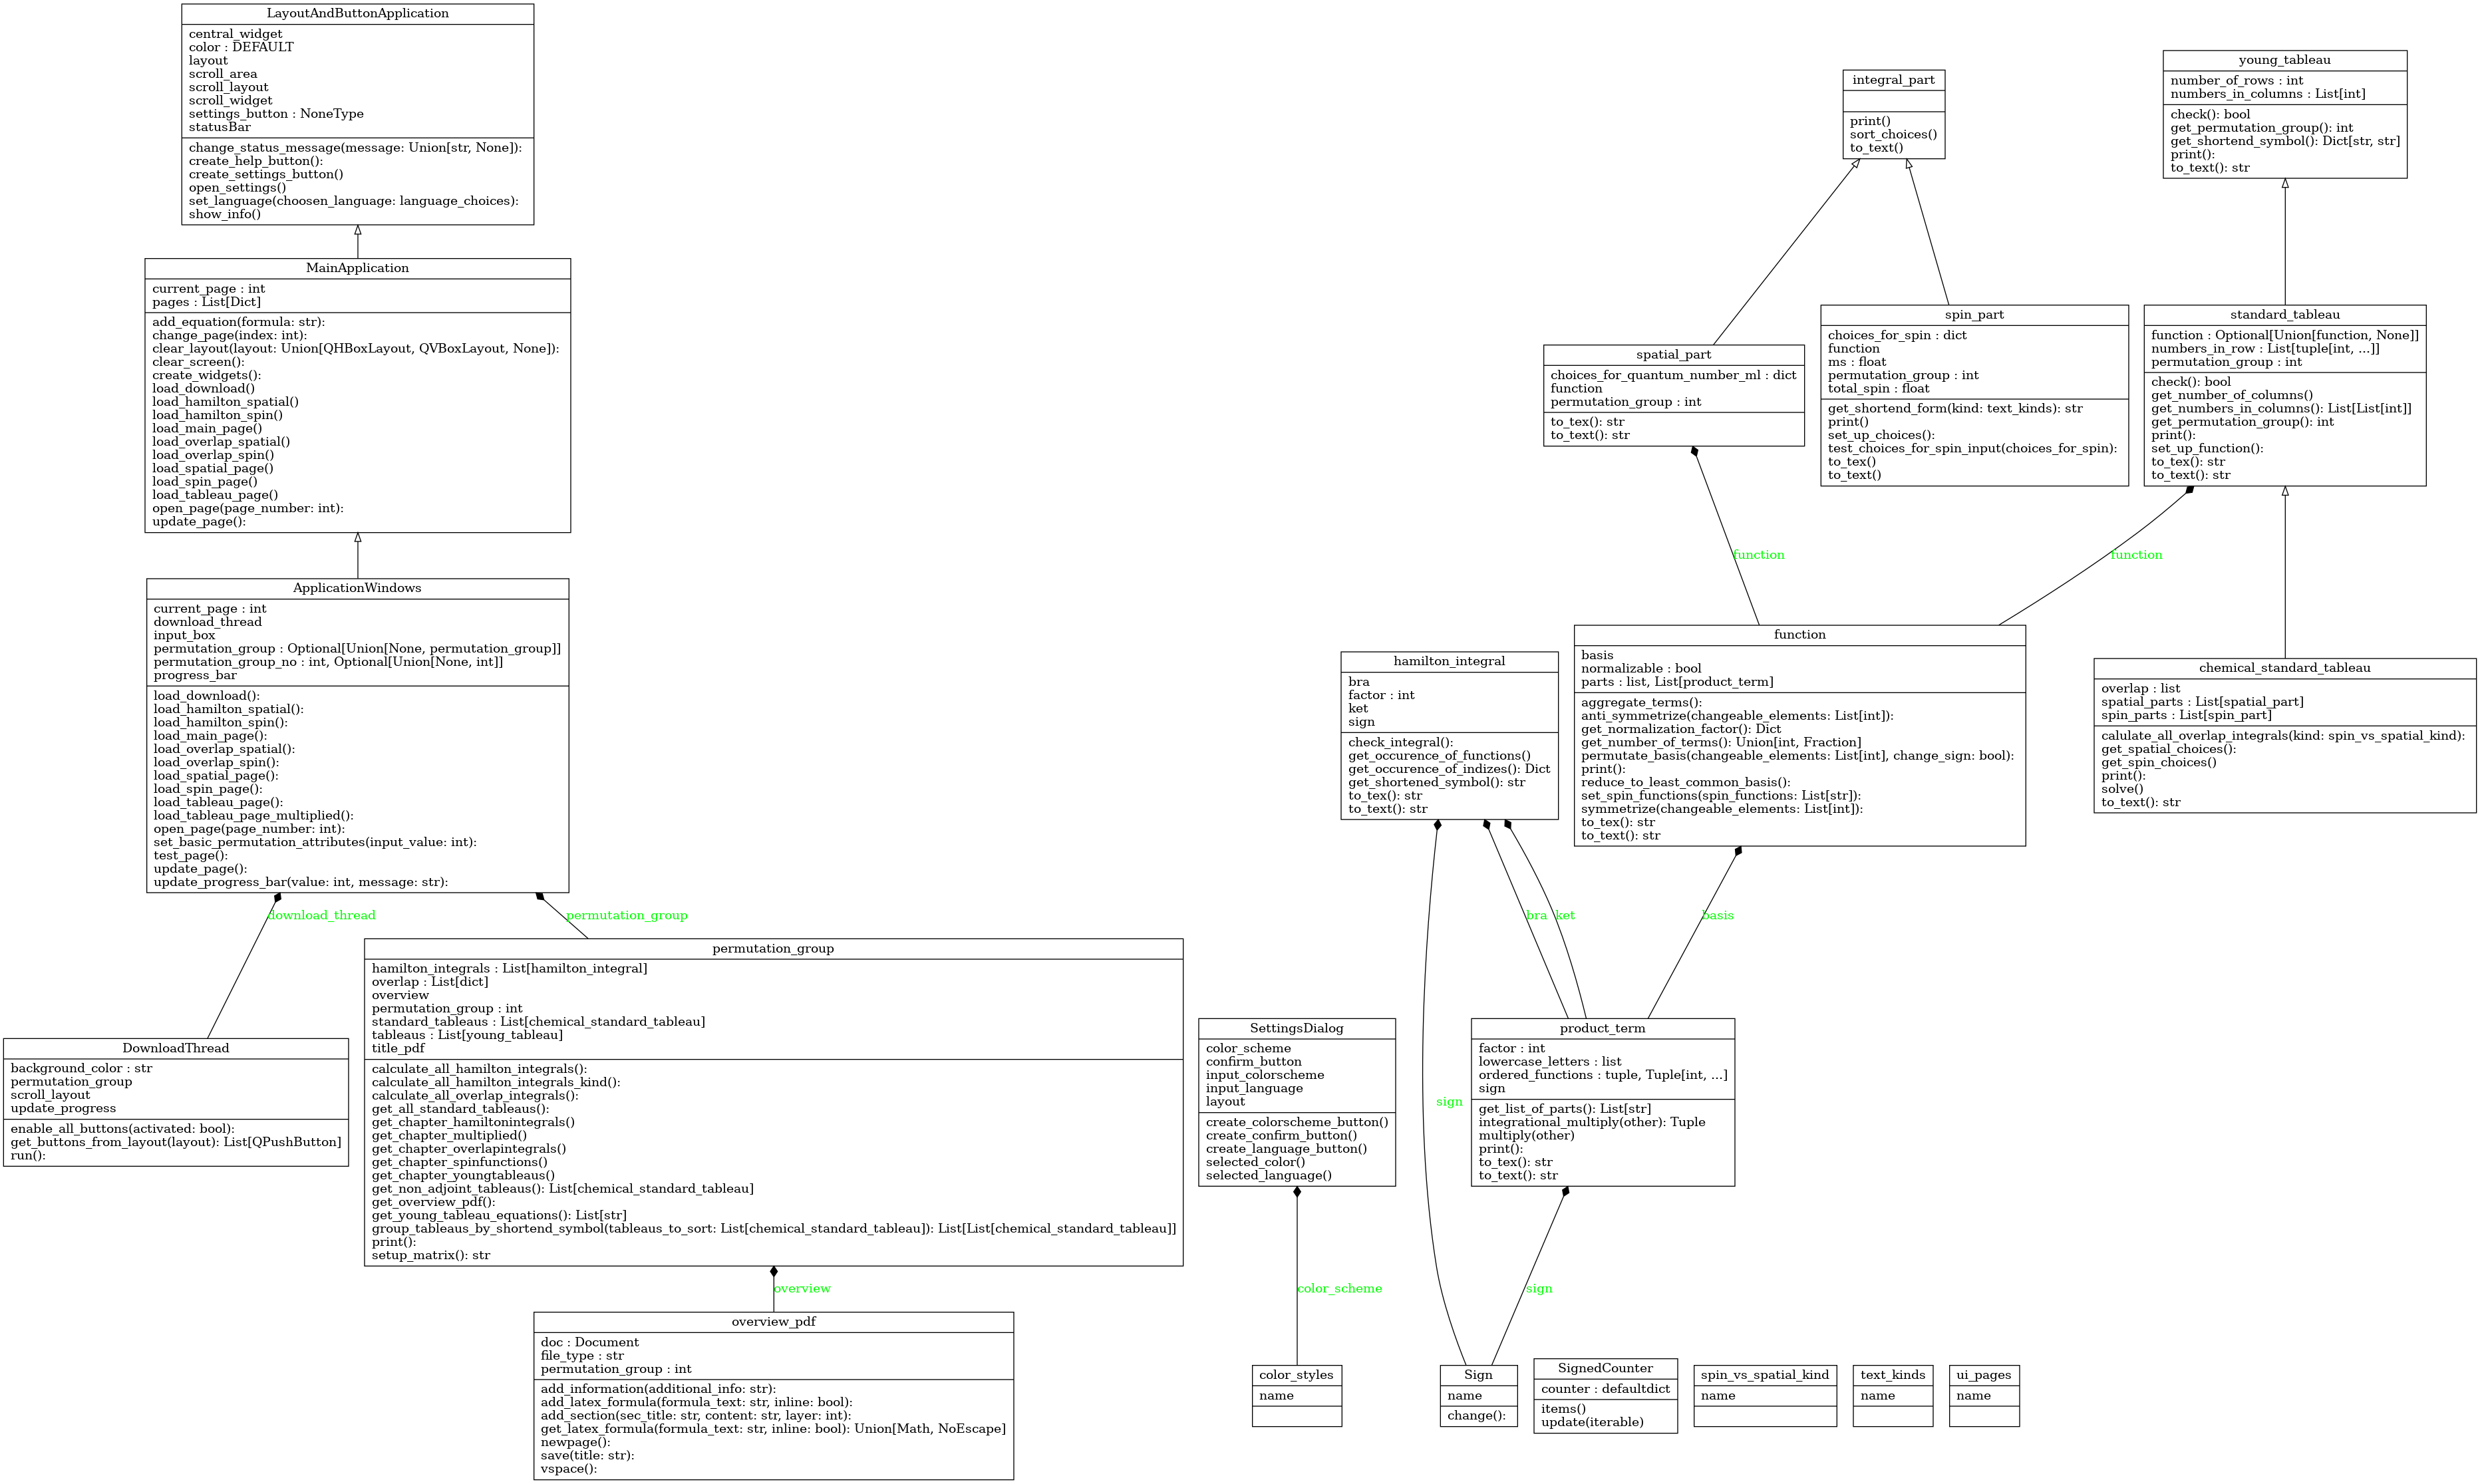 LayoutAndButtonApplication
central_widget
color : DEFAULT
layout
scroll_area
scroll_layout
scroll_widget
settings_button : NoneType
statusBar
change_status_message(message: Union[str, None]):
create_help_button():
create_settings_button()
open_settings()
set_language(choosen_language: language_choices):
show_info()
MainApplication
current_page : int
pages : List[Dict]
add_equation(formula: str):
change_page(index: int):
clear_layout(layout: Union[QHBoxLayout, QVBoxLayout, None]):
clear_screen():
create_widgets():
load_download()
load_hamilton_spatial()
load_hamilton_spin()
load_main_page()
load_overlap_spatial()
load_overlap_spin()
load_spatial_page()
load_spin_page()
load_tableau_page()
open_page(page_number: int):
update_page():
ApplicationWindows
current_page : int
download_thread
input_box
permutation_group : Optional[Union[None, permutation_group]]
permutation_group_no : int, Optional[Union[None, int]]
progress_bar
load_download():
load_hamilton_spatial():
load_hamilton_spin():
load_main_page():
load_overlap_spatial():
load_overlap_spin():
load_spatial_page():
load_spin_page():
load_tableau_page():
load_tableau_page_multiplied():
open_page(page_number: int):
set_basic_permutation_attributes(input_value: int):
test_page():
update_page():
update_progress_bar(value: int, message: str):
download_thread
permutation_group
DownloadThread
background_color : str
permutation_group
scroll_layout
update_progress
enable_all_buttons(activated: bool):
get_buttons_from_layout(layout): List[QPushButton]
run():
permutation_group
hamilton_integrals : List[hamilton_integral]
overlap : List[dict]
overview
permutation_group : int
standard_tableaus : List[chemical_standard_tableau]
tableaus : List[young_tableau]
title_pdf
calculate_all_hamilton_integrals():
calculate_all_hamilton_integrals_kind():
calculate_all_overlap_integrals():
get_all_standard_tableaus():
get_chapter_hamiltonintegrals()
get_chapter_multiplied()
get_chapter_overlapintegrals()
get_chapter_spinfunctions()
get_chapter_youngtableaus()
get_non_adjoint_tableaus(): List[chemical_standard_tableau]
get_overview_pdf():
get_young_tableau_equations(): List[str]
group_tableaus_by_shortend_symbol(tableaus_to_sort: List[chemical_standard_tableau]): List[List[chemical_standard_tableau]]
print():
setup_matrix(): str
overview
overview_pdf
doc : Document
file_type : str
permutation_group : int
add_information(additional_info: str):
add_latex_formula(formula_text: str, inline: bool):
add_section(sec_title: str, content: str, layer: int):
get_latex_formula(formula_text: str, inline: bool): Union[Math, NoEscape]
newpage():
save(title: str):
vspace():
integral_part
print()
sort_choices()
to_text()
young_tableau
number_of_rows : int
numbers_in_columns : List[int]
check(): bool
get_permutation_group(): int
get_shortend_symbol(): Dict[str, str]
print():
to_text(): str
spatial_part
choices_for_quantum_number_ml : dict
function
permutation_group : int
to_tex(): str
to_text(): str
spin_part
choices_for_spin : dict
function
ms : float
permutation_group : int
total_spin : float
get_shortend_form(kind: text_kinds): str
print()
set_up_choices():
test_choices_for_spin_input(choices_for_spin):
to_tex()
to_text()
standard_tableau
function : Optional[Union[function, None]]
numbers_in_row : List[tuple[int, ...]]
permutation_group : int
check(): bool
get_number_of_columns()
get_numbers_in_columns(): List[List[int]]
get_permutation_group(): int
print():
set_up_function():
to_tex(): str
to_text(): str
function
function
hamilton_integral
bra
factor : int
ket
sign
check_integral():
get_occurence_of_functions()
get_occurence_of_indizes(): Dict
get_shortened_symbol(): str
to_tex(): str
to_text(): str
function
basis
normalizable : bool
parts : list, List[product_term]
aggregate_terms():
anti_symmetrize(changeable_elements: List[int]):
get_normalization_factor(): Dict
get_number_of_terms(): Union[int, Fraction]
permutate_basis(changeable_elements: List[int], change_sign: bool):
print():
reduce_to_least_common_basis():
set_spin_functions(spin_functions: List[str]):
symmetrize(changeable_elements: List[int]):
to_tex(): str
to_text(): str
chemical_standard_tableau
overlap : list
spatial_parts : List[spatial_part]
spin_parts : List[spin_part]
calulate_all_overlap_integrals(kind: spin_vs_spatial_kind):
get_spatial_choices():
get_spin_choices()
print():
solve()
to_text(): str
bra
ket
basis
SettingsDialog
color_scheme
confirm_button
input_colorscheme
input_language
layout
create_colorscheme_button()
create_confirm_button()
create_language_button()
selected_color()
selected_language()
sign
product_term
factor : int
lowercase_letters : list
ordered_functions : tuple, Tuple[int, ...]
sign
get_list_of_parts(): List[str]
integrational_multiply(other): Tuple
multiply(other)
print():
to_tex(): str
to_text(): str
color_scheme
sign
color_styles
name
Sign
name
change():
SignedCounter
counter : defaultdict
items()
update(iterable)
spin_vs_spatial_kind
name
text_kinds
name
ui_pages
name